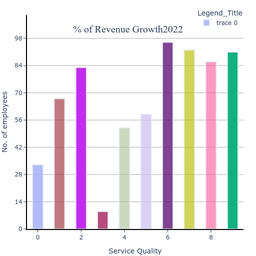 Legend_Title
trace 0
% of Revenue Growth2022
98
84
70
56
42
28
14
0
No. of employees
0 2 4 6 8
Service Quality